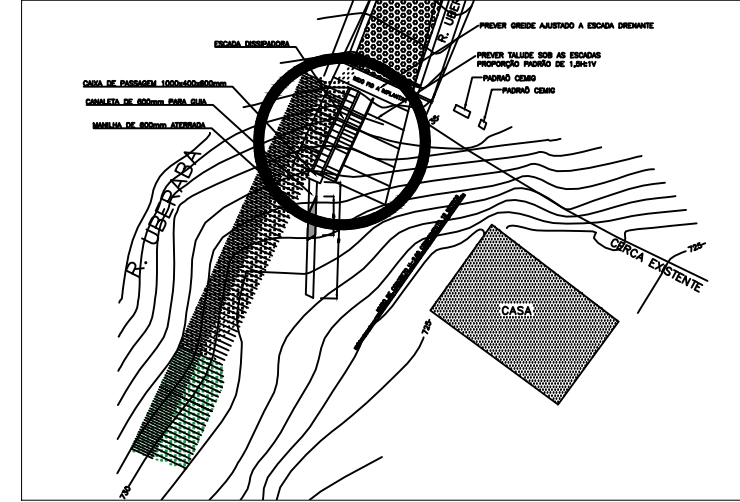 PREVER GREIDE AJUSTADO A ESCADA DRENANTE
ESCADA DISSIPADORA
PREVER TALUDE SOB AS ESCADAS
PROPORÇÃO PADRÃO DE 1,5H:1V
PADRAÕ CEMIG
PADRAÕ CEMIG
CAIXA DE PASSAGEM 1000x400x800mm
CANALETA DE 600mm PARA GUIA
MANILHA DE 600mm ATERRADA
R. UBER
R. UBERABA
CERCA EXISTENTE
725
CASA
725
730